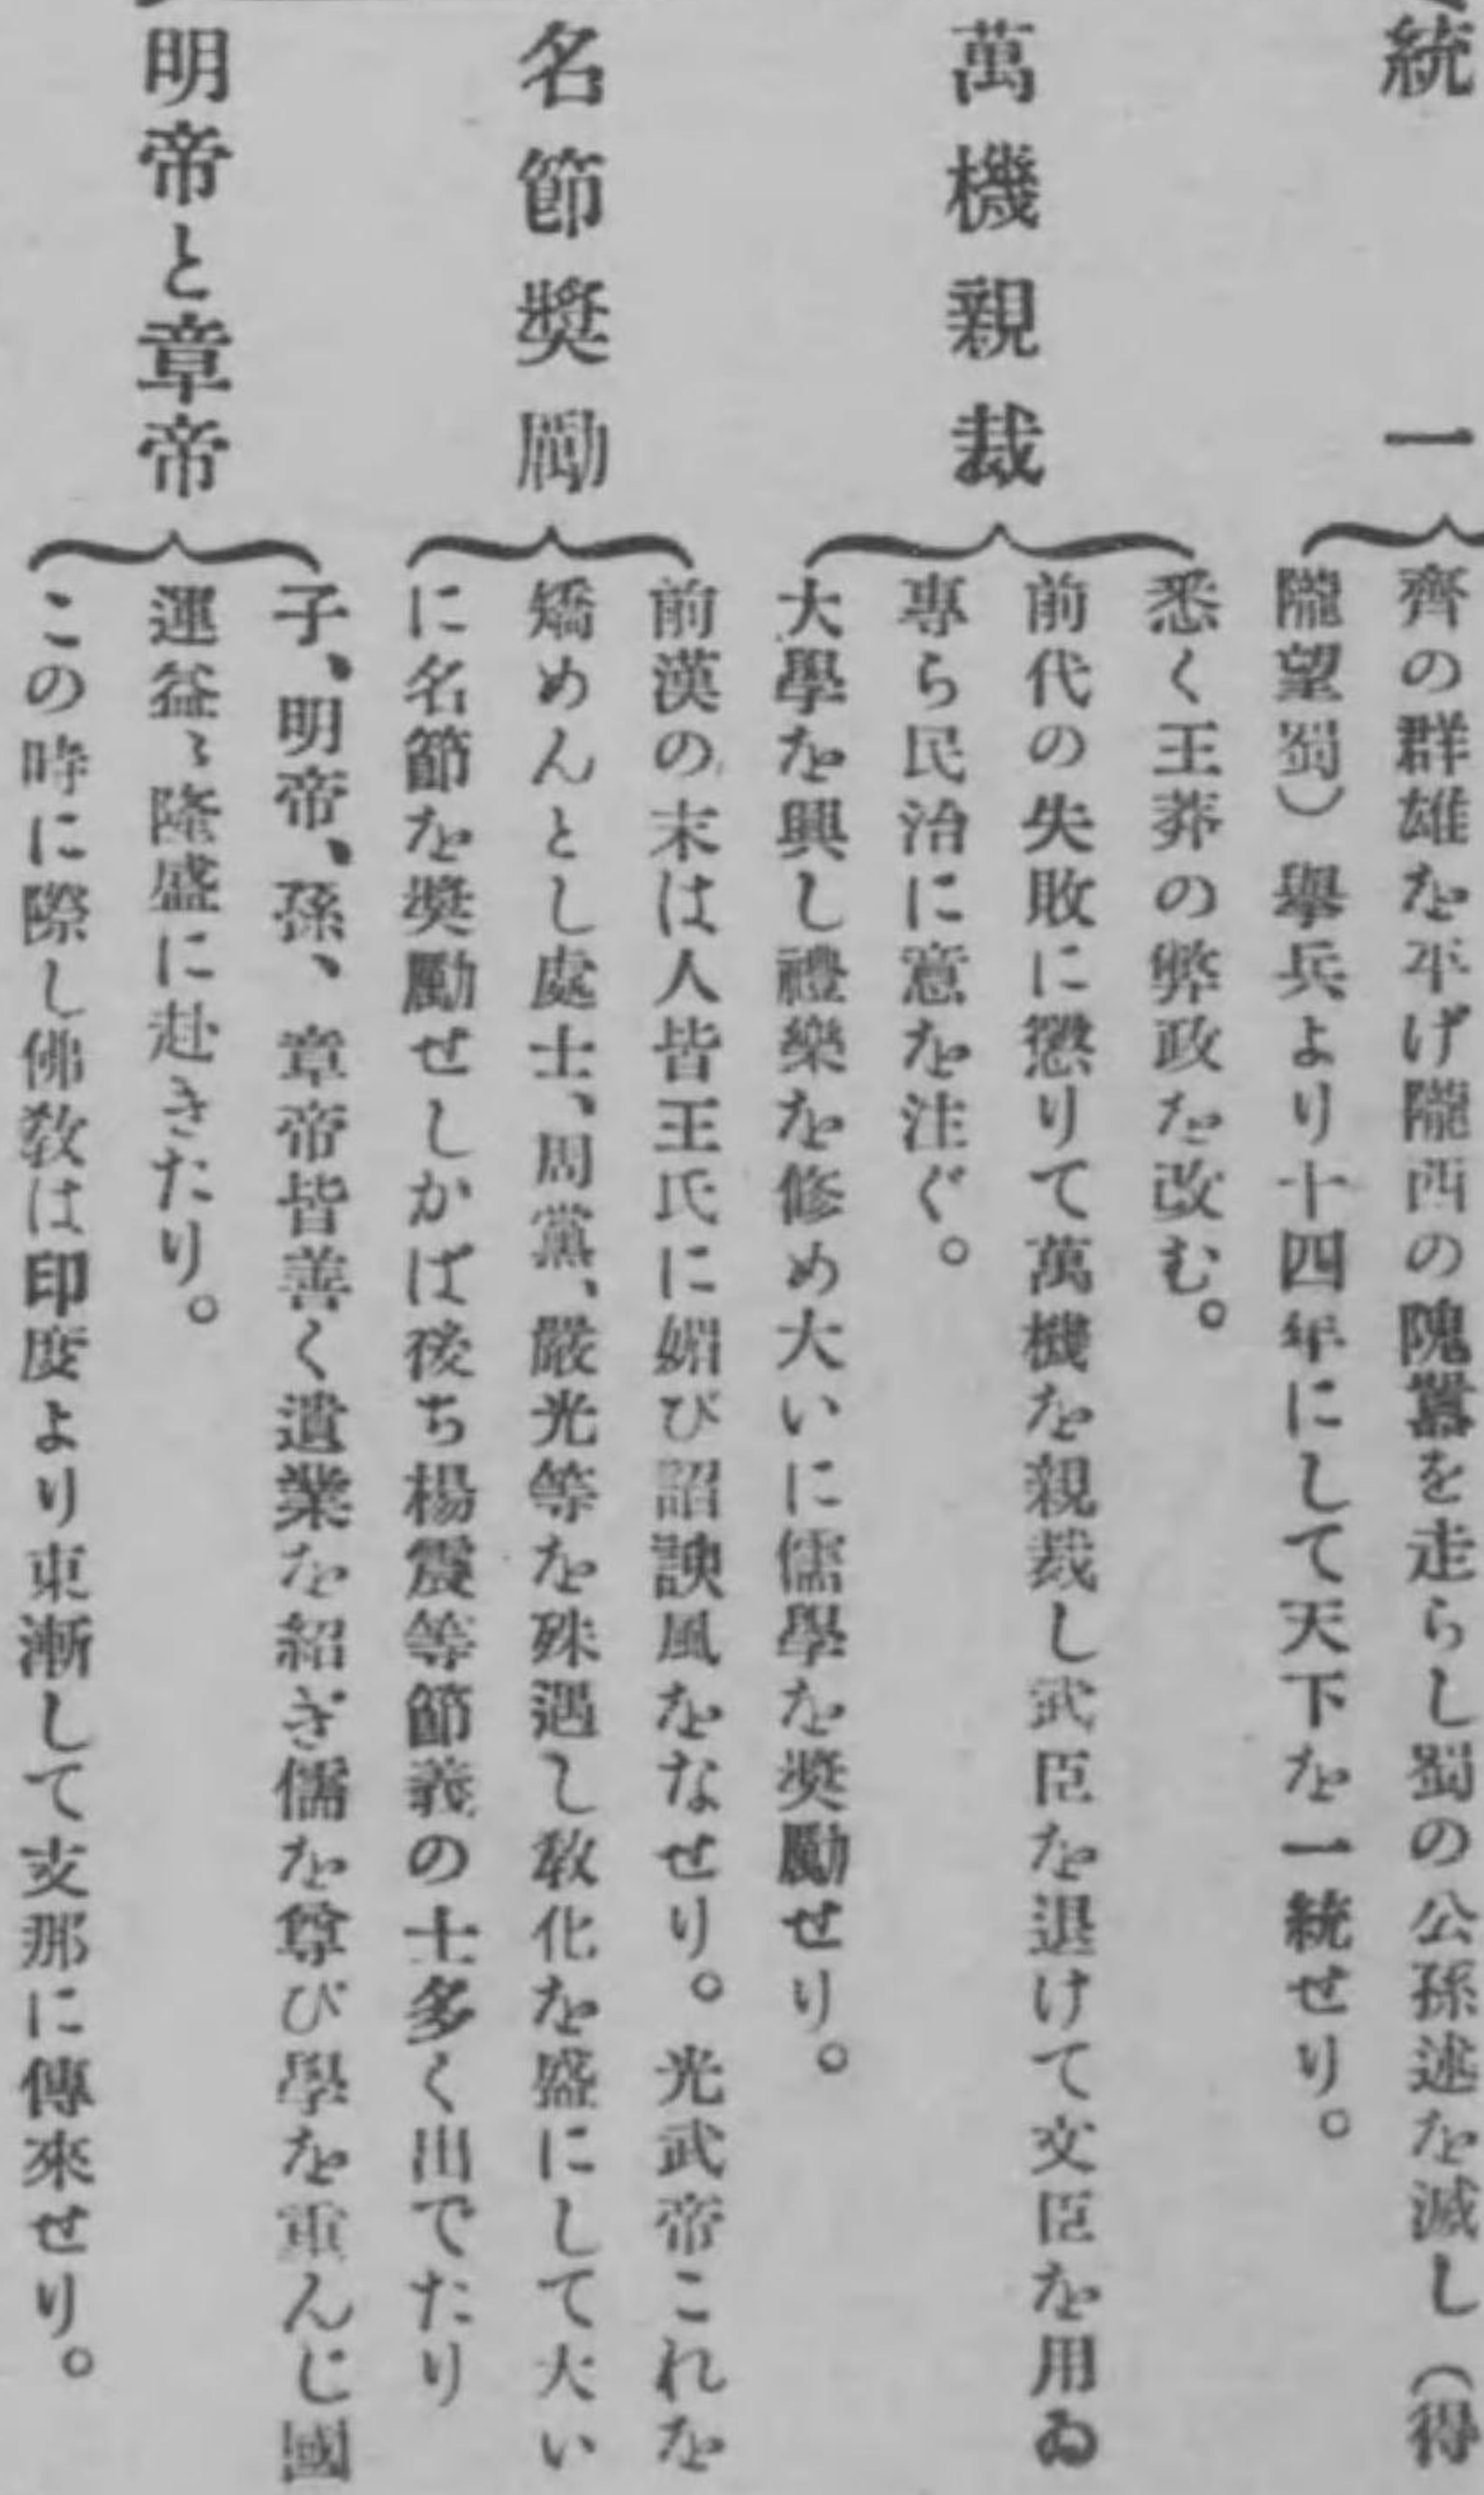 統一
齊の群雄を平げ隴西の隗囂を走らし蜀の公孫述を滅し（得
隴望蜀）擧兵より十四年にして天下を一統せり。
萬機親裁
悉く王莽の弊政を改む。
前代の失敗に懲りて萬機を親裁し武臣を退けて文臣を用ゐ
專ら民治に意を注ぐ。
大學を興し禮樂を修め大いに儒學を奬勵せり。
名節奬勵
前漢の末は人皆王氏に媚び諂諛風をなせり。光武帝これを
矯めんとし處士、周黨、嚴光等を殊遇し敎化を盛にして大い
に名節を奬勵せしかば後ち楊震等節義の士多く出でたり
明帝と章帝
子、明帝、孫、章帝皆善く遺業を紹ぎ儒を尊び學を重んじ國
運益〻隆盛に赴きたり。
この時に際し佛敎は印度より東漸して支那に傳來せり。